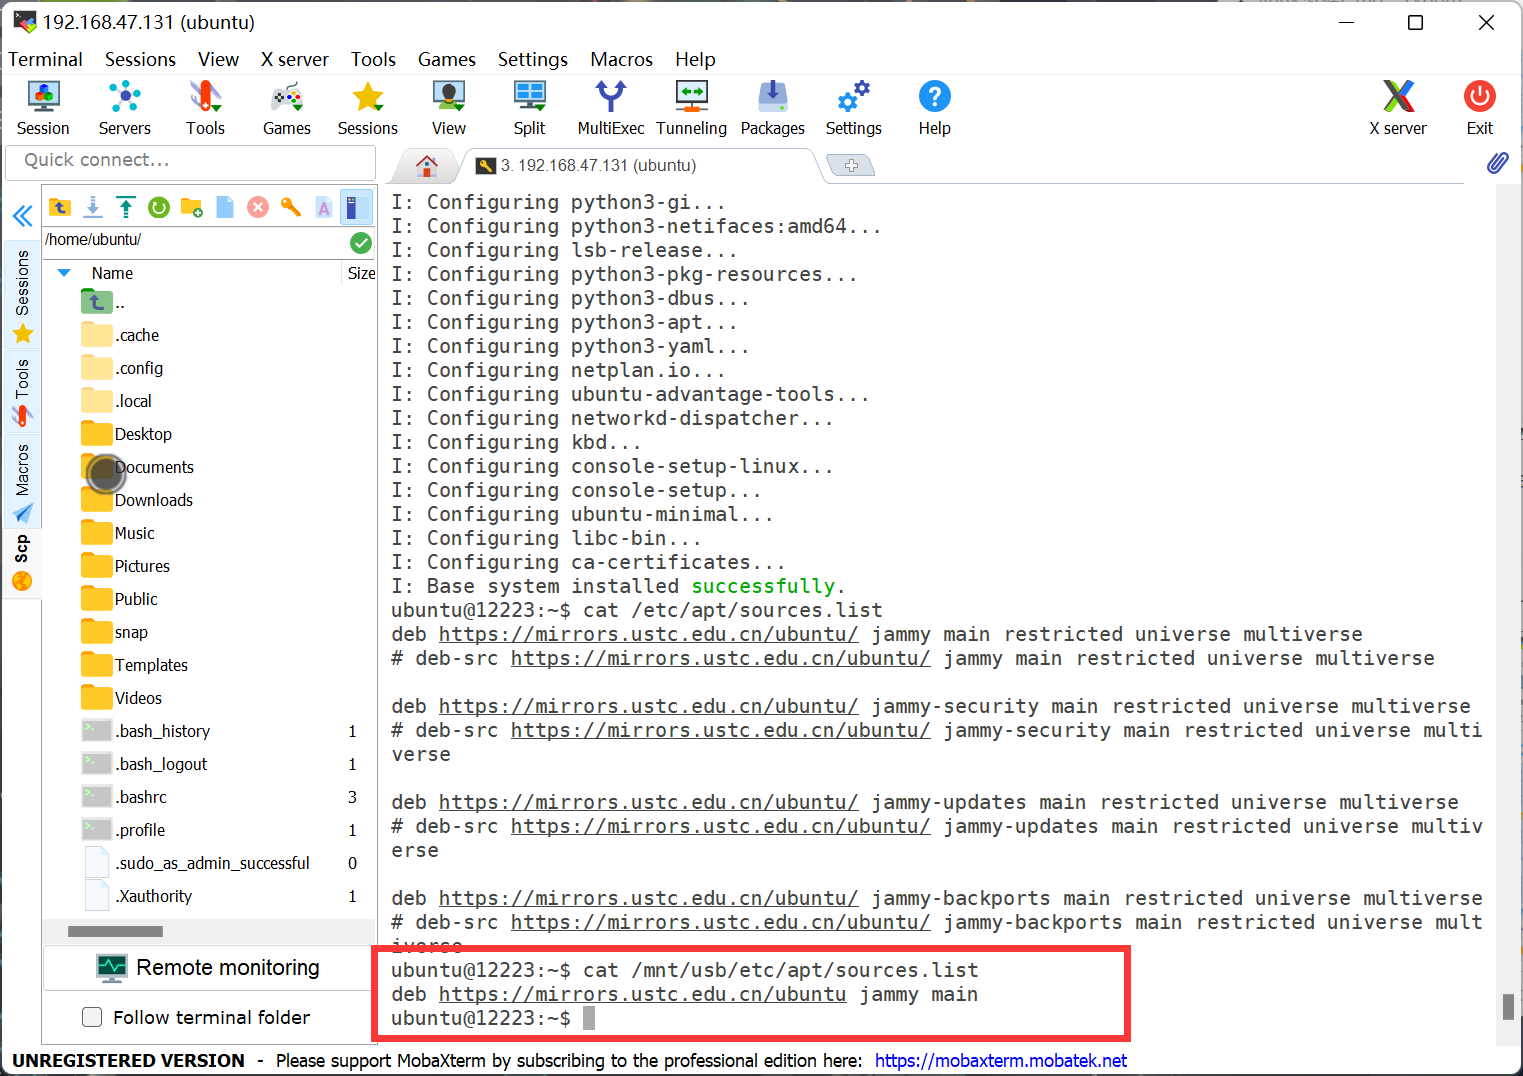 192.168.47.131 (ubuntu)
Terminal Sessions View X server Tools Games Settings Macros Help
Session Servers Tools Games Sessions View Split MultiExec Tunneling Packages Settings Help X server Exit
Quick connect...
3. 192.168.47.131 (ubuntu)
/home/ubuntu/
Name Size
..
.cache
.config
.local
Desktop
Documents
Downloads
Music
Pictures
Public
snap
Templates
Videos
.bash_history 1
.bash_logout 1
.bashrc 3
.profile 1
.sudo_as_admin_successful 0
.Xauthority 1
Sessions
Tools
Macros
Scp
Remote monitoring
Follow terminal folder
I: Configuring python3-gi...
I: Configuring python3-netifaces:amd64...
I: Configuring lsb-release...
I: Configuring python3-pkg-resources...
I: Configuring python3-dbus...
I: Configuring python3-apt...
I: Configuring python3-yaml...
I: Configuring netplan.io...
I: Configuring ubuntu-advantage-tools...
I: Configuring networkd-dispatcher...
I: Configuring kbd...
I: Configuring console-setup-linux...
I: Configuring console-setup...
I: Configuring ubuntu-minimal...
I: Configuring libc-bin...
I: Configuring ca-certificates...
I: Base system installed successfully.
ubuntu@12223:~$ cat /etc/apt/sources.list
deb https://mirrors.ustc.edu.cn/ubuntu/ jammy main restricted universe multiverse
# deb-src https://mirrors.ustc.edu.cn/ubuntu/ jammy main restricted universe multiverse
deb https://mirrors.ustc.edu.cn/ubuntu/ jammy-security main restricted universe multiverse
# deb-src https://mirrors.ustc.edu.cn/ubuntu/ jammy-security main restricted universe multi
verse
deb https://mirrors.ustc.edu.cn/ubuntu/ jammy-updates main restricted universe multiverse
# deb-src https://mirrors.ustc.edu.cn/ubuntu/ jammy-updates main restricted universe multiv
erse
deb https://mirrors.ustc.edu.cn/ubuntu/ jammy-backports main restricted universe multiverse
# deb-src https://mirrors.ustc.edu.cn/ubuntu/ jammy-backports main restricted universe mult
iverse
ubuntu@12223:~$ cat /mnt/usb/etc/apt/sources.list
deb https://mirrors.ustc.edu.cn/ubuntu jammy main
ubuntu@12223:~$
UNREGISTERED VERSION - Please support MobaXterm by subscribing to the professional edition here: https://mobaxterm.mobatek.net